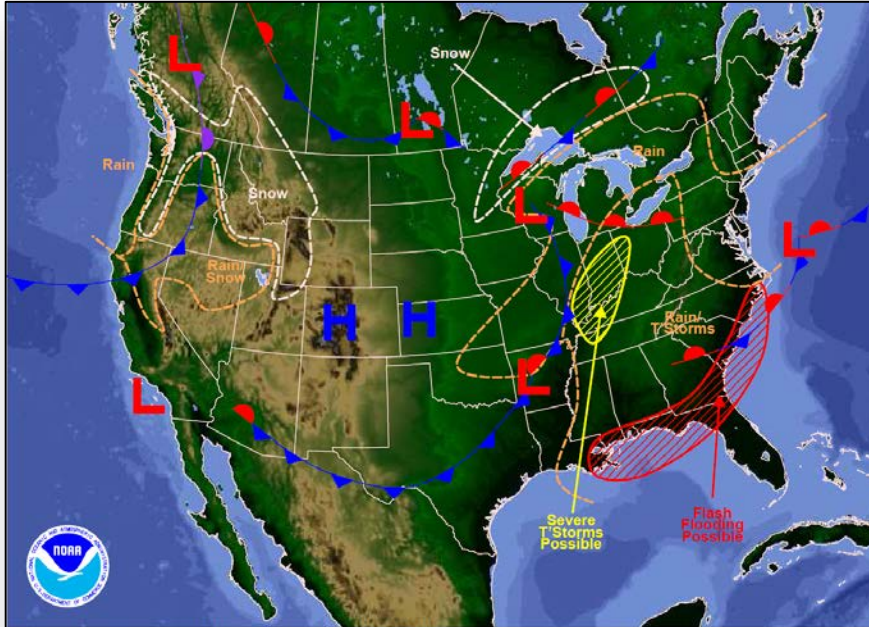 L
Snow
L
Rain
Rain
Snow
L
L
Rain/
Snow
H
H
Rain/
T'Storms
L
L
Severe
T'Storms
Possible
Flash
Flooding
Possible
NOAA